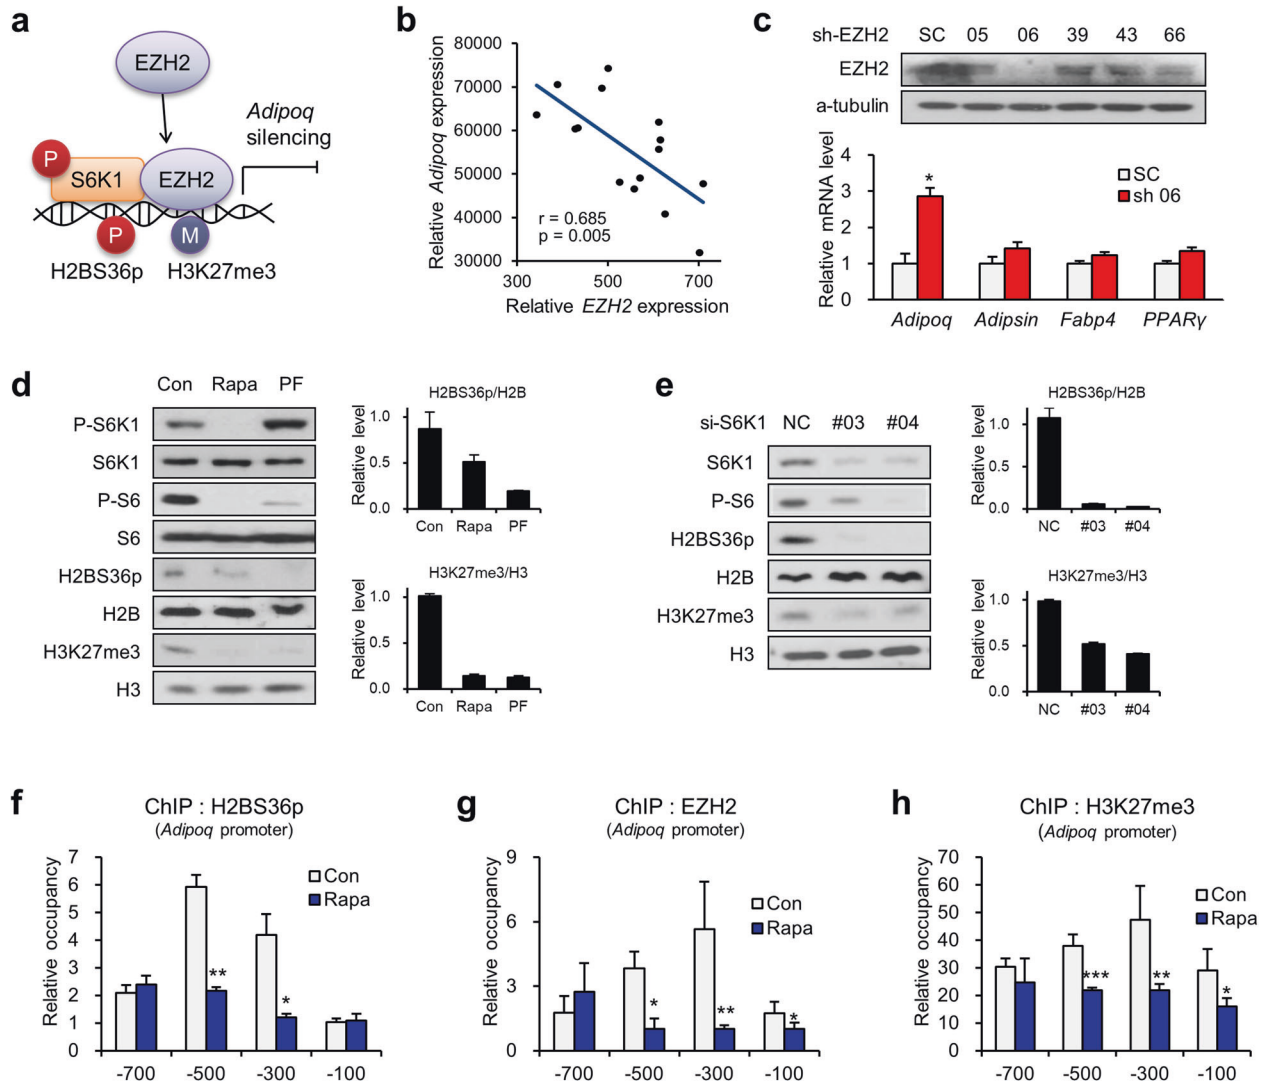 a
EZH2
Adipoq
silencing
P
S6K1
EZH2
P
M
H2BS36p
H3K27me3
b
Relative Adipoq expression
80000
70000
60000
50000
40000
30000
r = 0.685
p = 0.005
300
500
700
Relative EZH2 expression
c
sh-EZH2 SC 05 06 39 43 66
EZH2
a-tubulin
Relative mRNA level
4
3
2
1
0
*
SC
sh 06
Adipoq Adipsin Fabp4 PPARγ
d
Con Rapa PF
P-S6K1
S6K1
P-S6
S6
H2BS36p
H2B
H3K27me3
H3
H2BS36p/H2B
Relative level
1.0
0.5
0.0
Con Rapa PF
H3K27me3/H3
Relative level
1.0
0.5
0.0
Con Rapa PF
e
si-S6K1 NC #03 #04
S6K1
P-S6
H2BS36p
H2B
H3K27me3
H3
H2BS36p/H2B
Relative level
1.0
0.5
0.0
NC #03 #04
H3K27me3/H3
Relative level
1.0
0.5
0.0
NC #03 #04
f
ChIP : H2BS36p
(Adipoq promoter)
Relative occupancy
7
6
5
4
3
2
1
0
Con
Rapa
**
*
-700 -500 -300 -100
g
ChIP : EZH2
(Adipoq promoter)
Relative occupancy
9
6
3
0
Con
Rapa
*
**
*
-700 -500 -300 -100
h
ChIP : H3K27me3
(Adipoq promoter)
Relative occupancy
70
60
50
40
30
20
10
0
Con
Rapa
***
**
*
-700 -500 -300 -100